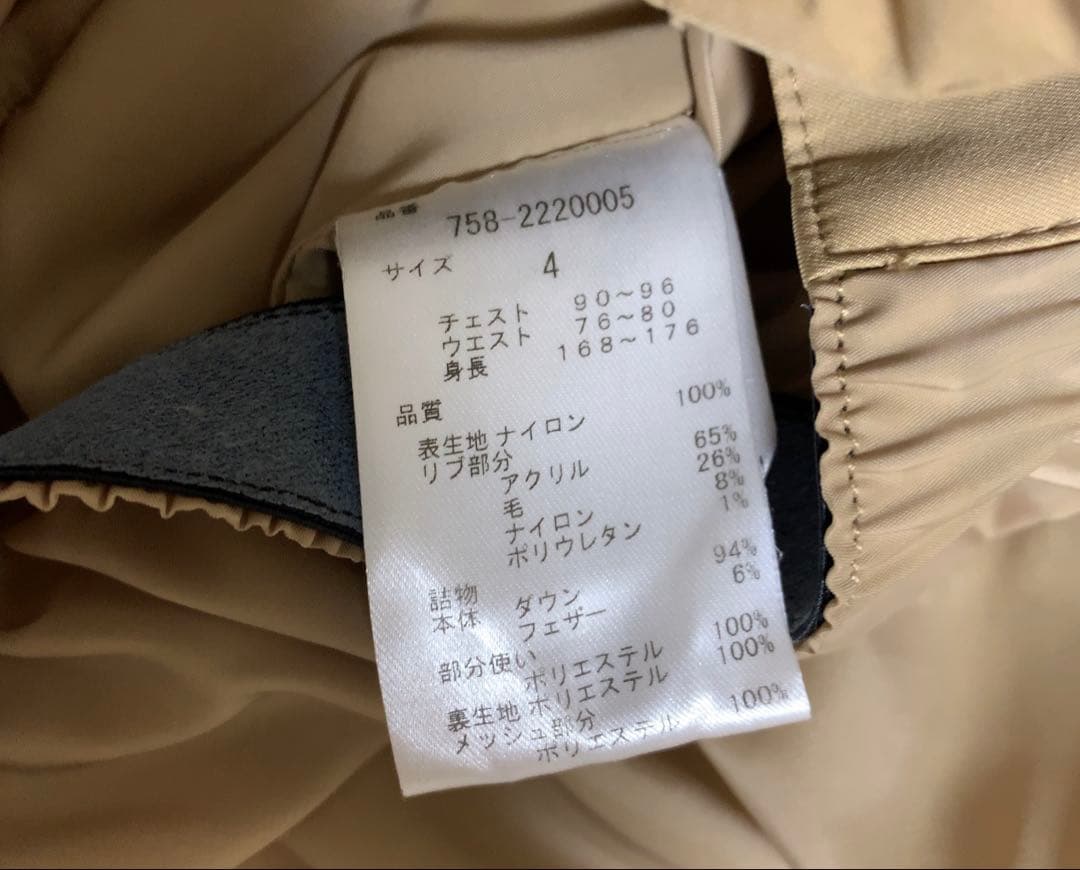 品番 758-2220005
サイズ 4
チェスト 90～96
ウエスト 76～80
身長 168～176
品質
表生地 ナイロン 100%
リブ部分
アクリル 65%
毛 26%
ナイロン 8%
ポリウレタン 1%
詰物
本体 ダウン 94%
フェザー 6%
部分使い
ポリエステル 100%
裏生地 ポリエステル 100%
メッシュ部分
ポリエステル 100%